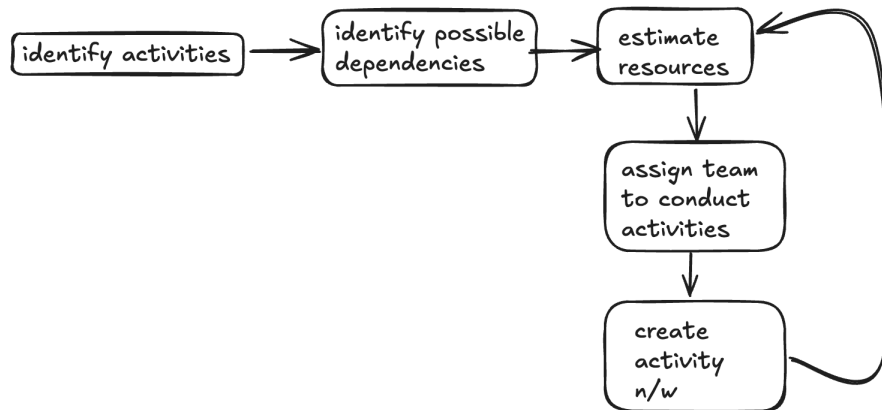 identify activities
identify possible
dependencies
estimate
resources
assign team
to conduct
activities
create
activity
n/w